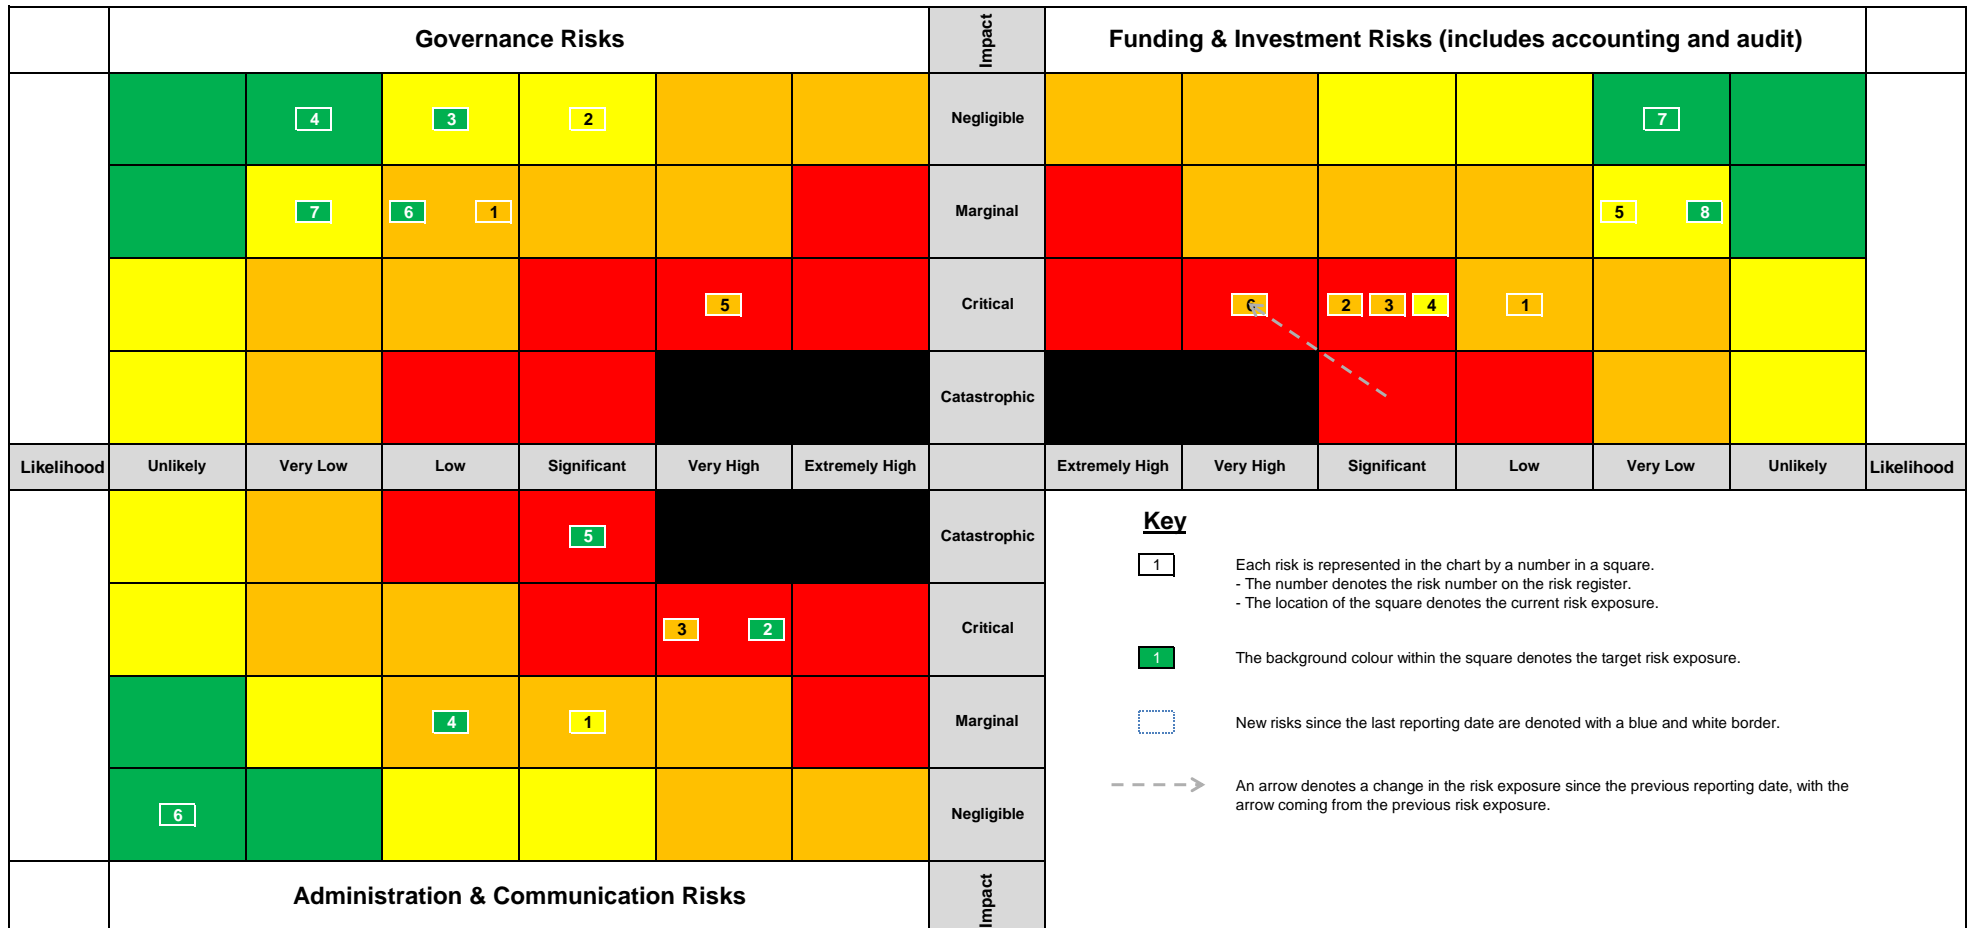 Governance Risks
Impact
Funding & Investment Risks (includes accounting and audit)
4
3
2
Negligible
7
7
6
1
Marginal
5
8
5
Critical
6
2
3
4
1
Catastrophic
Likelihood
Unlikely
Very Low
Low
Significant
Very High
Extremely High
Extremely High
Very High
Significant
Low
Very Low
Unlikely
Likelihood
5
Catastrophic
3
2
Critical
4
1
Marginal
6
Negligible
Administration & Communication Risks
Impact
Key
1
Each risk is represented in the chart by a number in a square.
- The number denotes the risk number on the risk register.
- The location of the square denotes the current risk exposure.
1
The background colour within the square denotes the target risk exposure.
New risks since the last reporting date are denoted with a blue and white border.
An arrow denotes a change in the risk exposure since the previous reporting date, with the
arrow coming from the previous risk exposure.